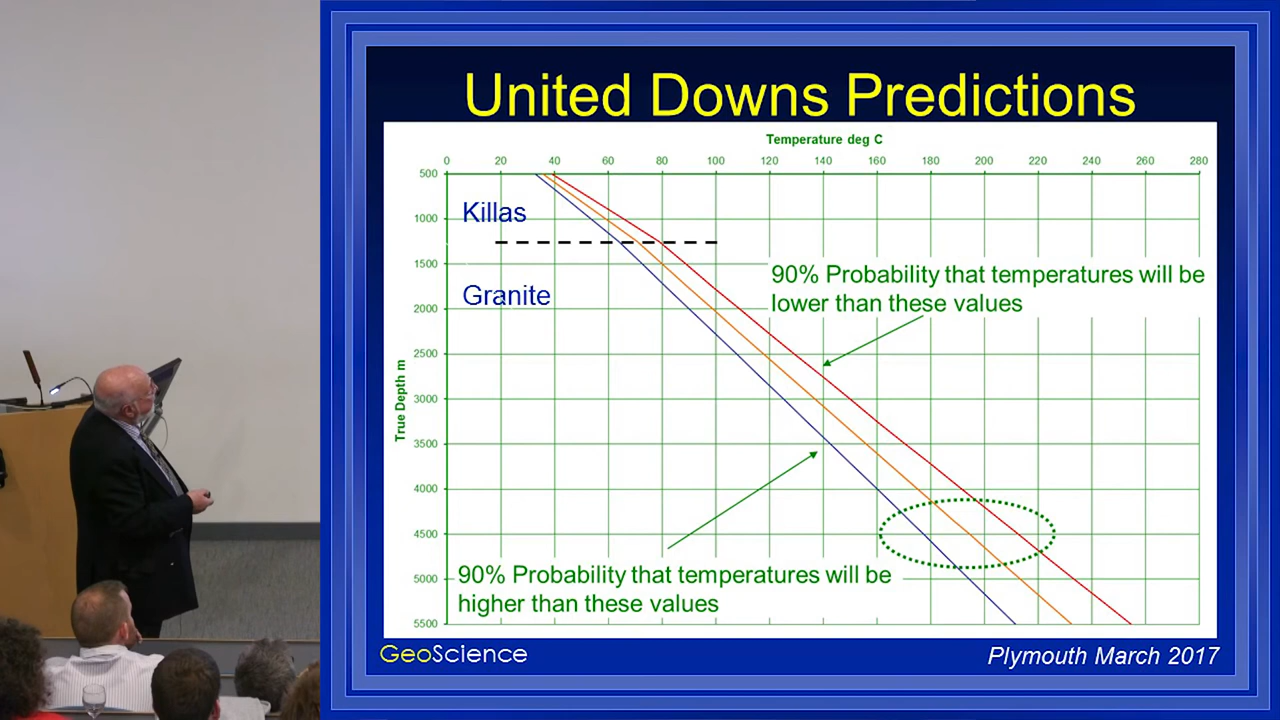 United Downs Predictions
Temperature deg C
0 20 40 60 80 100 120 140 160 180 200 220 240 260 280
500
Killas
1000
1500
90% Probability that temperatures will be
lower than these values
Granite
2000
2500
True Depth m
3000
3500
4000
4500
5000
90% Probability that temperatures will be
higher than these values
5500
GeoScience
Plymouth March 2017